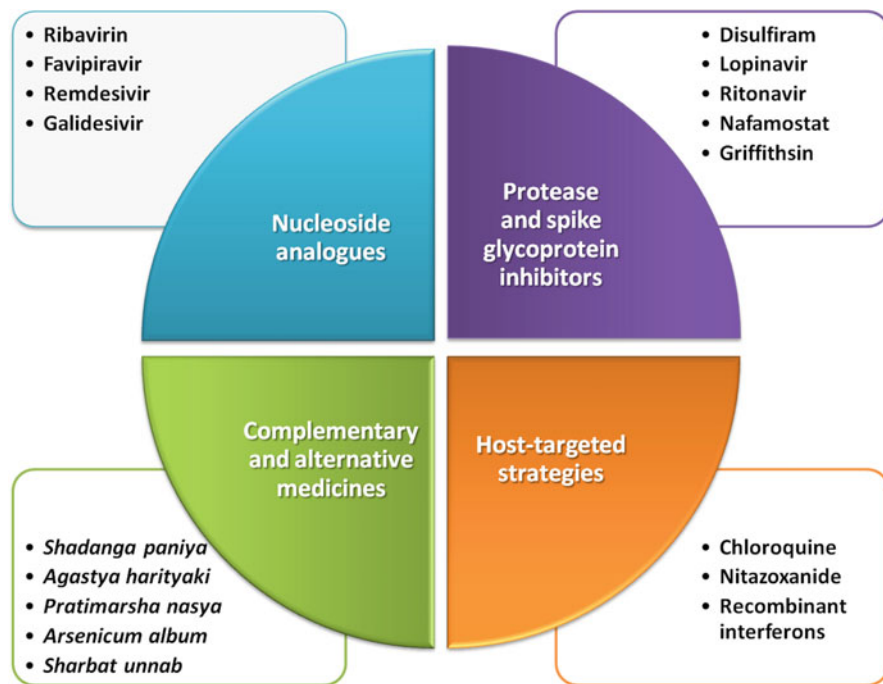 • Ribavirin
• Favipiravir
• Remdesivir
• Galidesivir
Nucleoside
analogues
• Disulfiram
• Lopinavir
• Ritonavir
• Nafamostat
• Griffithsin
Protease
and spike
glycoprotein
inhibitors
Complementary
and alternative
medicines
• Shadanga paniya
• Agastya harityaki
• Pratimarsha nasya
• Arsenicum album
• Sharbat unnab
Host-targeted
strategies
• Chloroquine
• Nitazoxanide
• Recombinant
interferons